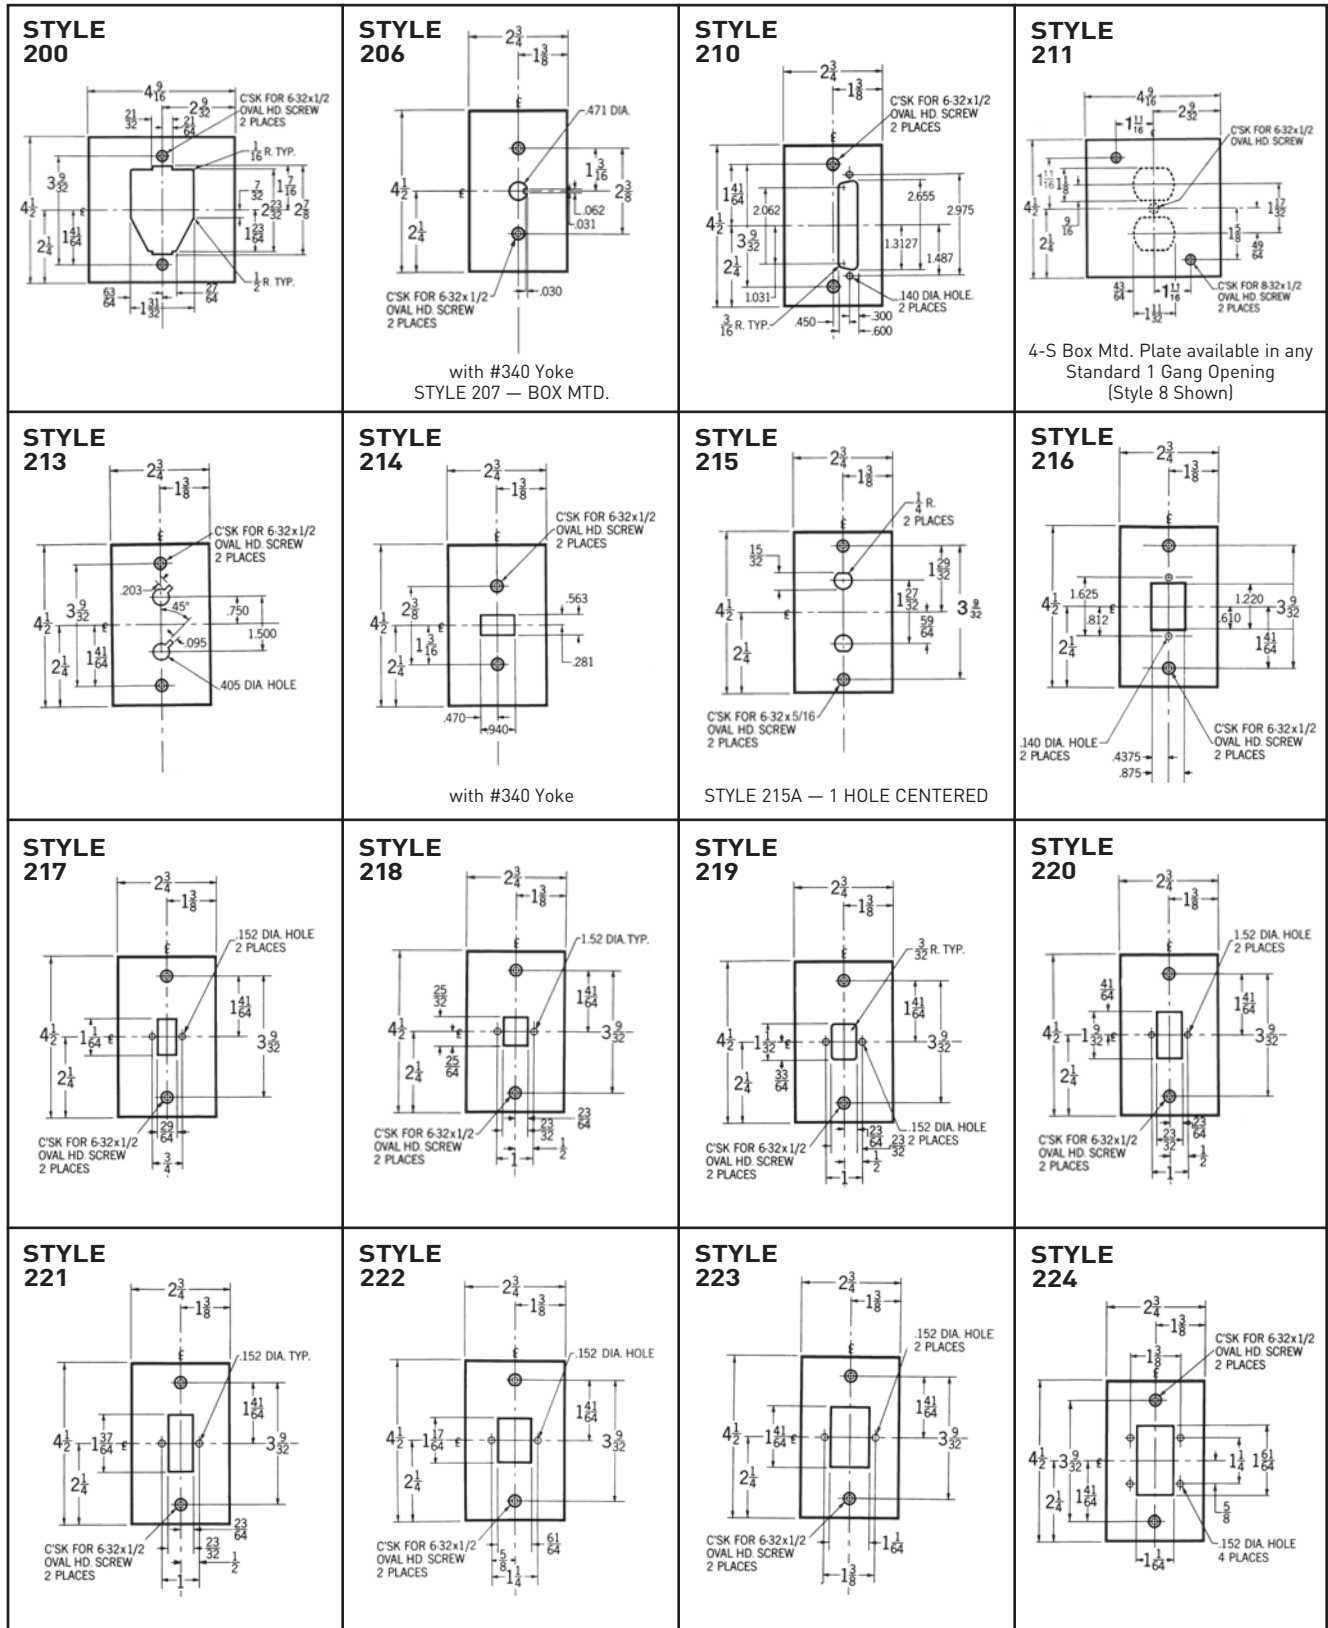 STYLE
200
4 9/16
2 9/32
21/32
21/64
C'SK FOR 6-32x1/2
OVAL HD. SCREW
2 PLACES
1/16 R. TYP.
3 9/32
4 1/2
2 1/4
1 41/64
7/32
1 7/16
2 23/32
2 7/8
1 23/64
1/2 R. TYP.
63/64
27/64
1 31/32
STYLE
206
2 3/4
1 3/8
.471 DIA.
1 3/16
2 3/8
4 1/2
2 1/4
.062
.031
C'SK FOR 6-32x1/2
OVAL HD. SCREW
2 PLACES
.030
with #340 Yoke
STYLE 207 — BOX MTD.
STYLE
210
2 3/4
1 3/8
C'SK FOR 6-32x1/2
OVAL HD. SCREW
2 PLACES
1 41/64
2.062
2.655
2.975
4 1/2
3 9/32
2 1/4
1.3127
1.487
1.031
.140 DIA. HOLE.
2 PLACES
3/16 R. TYP.
.450
.300
.600
STYLE
211
4 9/16
2 9/32
1 11/16
C'SK FOR 6-32x1/2
OVAL HD. SCREW
1 11/16
1 1/8
4 1/2
9/16
2 1/4
1 17/32
1 5/8
49/64
43/64
1 11/16
1 11/32
C'SK FOR 8-32x1/2
OVAL HD. SCREW
2 PLACES
4-S Box Mtd. Plate available in any
Standard 1 Gang Opening
(Style 8 Shown)
STYLE
213
2 3/4
1 3/8
C'SK FOR 6-32x1/2
OVAL HD. SCREW
2 PLACES
.203
3 9/32
45°
.750
4 1/2
1.500
.095
2 1/4
1 41/64
.405 DIA HOLE
STYLE
214
2 3/4
1 3/8
C'SK FOR 6-32x1/2
OVAL HD. SCREW
2 PLACES
2 3/8
.563
4 1/2
1 3/16
2 1/4
.281
.470
.940
with #340 Yoke
STYLE
215
2 3/4
1 3/8
1/4 R.
2 PLACES
15/32
1 29/32
1 27/32
4 1/2
3 9/32
59/64
2 1/4
C'SK FOR 6-32x5/16
OVAL HD. SCREW
2 PLACES
STYLE 215A — 1 HOLE CENTERED
STYLE
216
2 3/4
1 3/8
1.625
1.220
4 1/2
.812
.610
3 9/32
2 1/4
1 41/64
.140 DIA. HOLE
2 PLACES
C'SK FOR 6-32x1/2
OVAL HD. SCREW
2 PLACES
.4375
.875
STYLE
217
2 3/4
1 3/8
.152 DIA. HOLE
2 PLACES
1 41/64
4 1/2
1 1/64
3 9/32
2 1/4
C'SK FOR 6-32x1/2
OVAL HD. SCREW
2 PLACES
29/64
3/4
STYLE
218
2 3/4
1 3/8
1.52 DIA. TYP.
25/32
1 41/64
4 1/2
3 9/32
25/64
2 1/4
C'SK FOR 6-32x1/2
OVAL HD. SCREW
2 PLACES
23/64
23/32
1/2
1
STYLE
219
2 3/4
1 3/8
3/32 R. TYP.
1 41/64
4 1/2
1 1/32
3 9/32
2 1/4
33/64
.152 DIA. HOLE
2 PLACES
C'SK FOR 6-32x1/2
OVAL HD. SCREW
2 PLACES
23/64
23/32
1/2
1
STYLE
220
2 3/4
1 3/8
1.52 DIA. HOLE
2 PLACES
41/64
1 41/64
4 1/2
1 9/32
3 9/32
2 1/4
C'SK FOR 6-32x1/2
OVAL HD. SCREW
2 PLACES
23/64
23/32
1/2
1
STYLE
221
2 3/4
1 3/8
.152 DIA. TYP.
1 41/64
4 1/2
1 37/64
3 9/32
2 1/4
C'SK FOR 6-32x1/2
OVAL HD. SCREW
2 PLACES
23/64
23/32
1/2
1
STYLE
222
2 3/4
1 3/8
.152 DIA. HOLE
1 41/64
4 1/2
1 17/64
3 9/32
2 1/4
C'SK FOR 6-32x1/2
OVAL HD. SCREW
2 PLACES
61/64
5/8
1 1/4
STYLE
223
2 3/4
1 3/8
.152 DIA. HOLE
2 PLACES
1 41/64
4 1/2
1 41/64
3 9/32
2 1/4
C'SK FOR 6-32x1/2
OVAL HD. SCREW
2 PLACES
1 1/64
1 3/8
STYLE
224
2 3/4
1 3/8
C'SK FOR 6-32x1/2
OVAL HD. SCREW
2 PLACES
1 3/8
4 1/2
3 9/32
1 1/4
1 61/64
2 1/4
1 41/64
5/8
.152 DIA. HOLE
4 PLACES
1 1/64